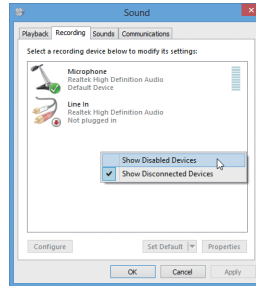 Sound
Playback Recording Sounds Communications
Select a recording device below to modify its settings:
Microphone
Realtek High Definition Audio
Default Device
Line In
Realtek High Definition Audio
Not plugged in
Show Disabled Devices
Show Disconnected Devices
Configure Set Default Properties
OK Cancel Apply